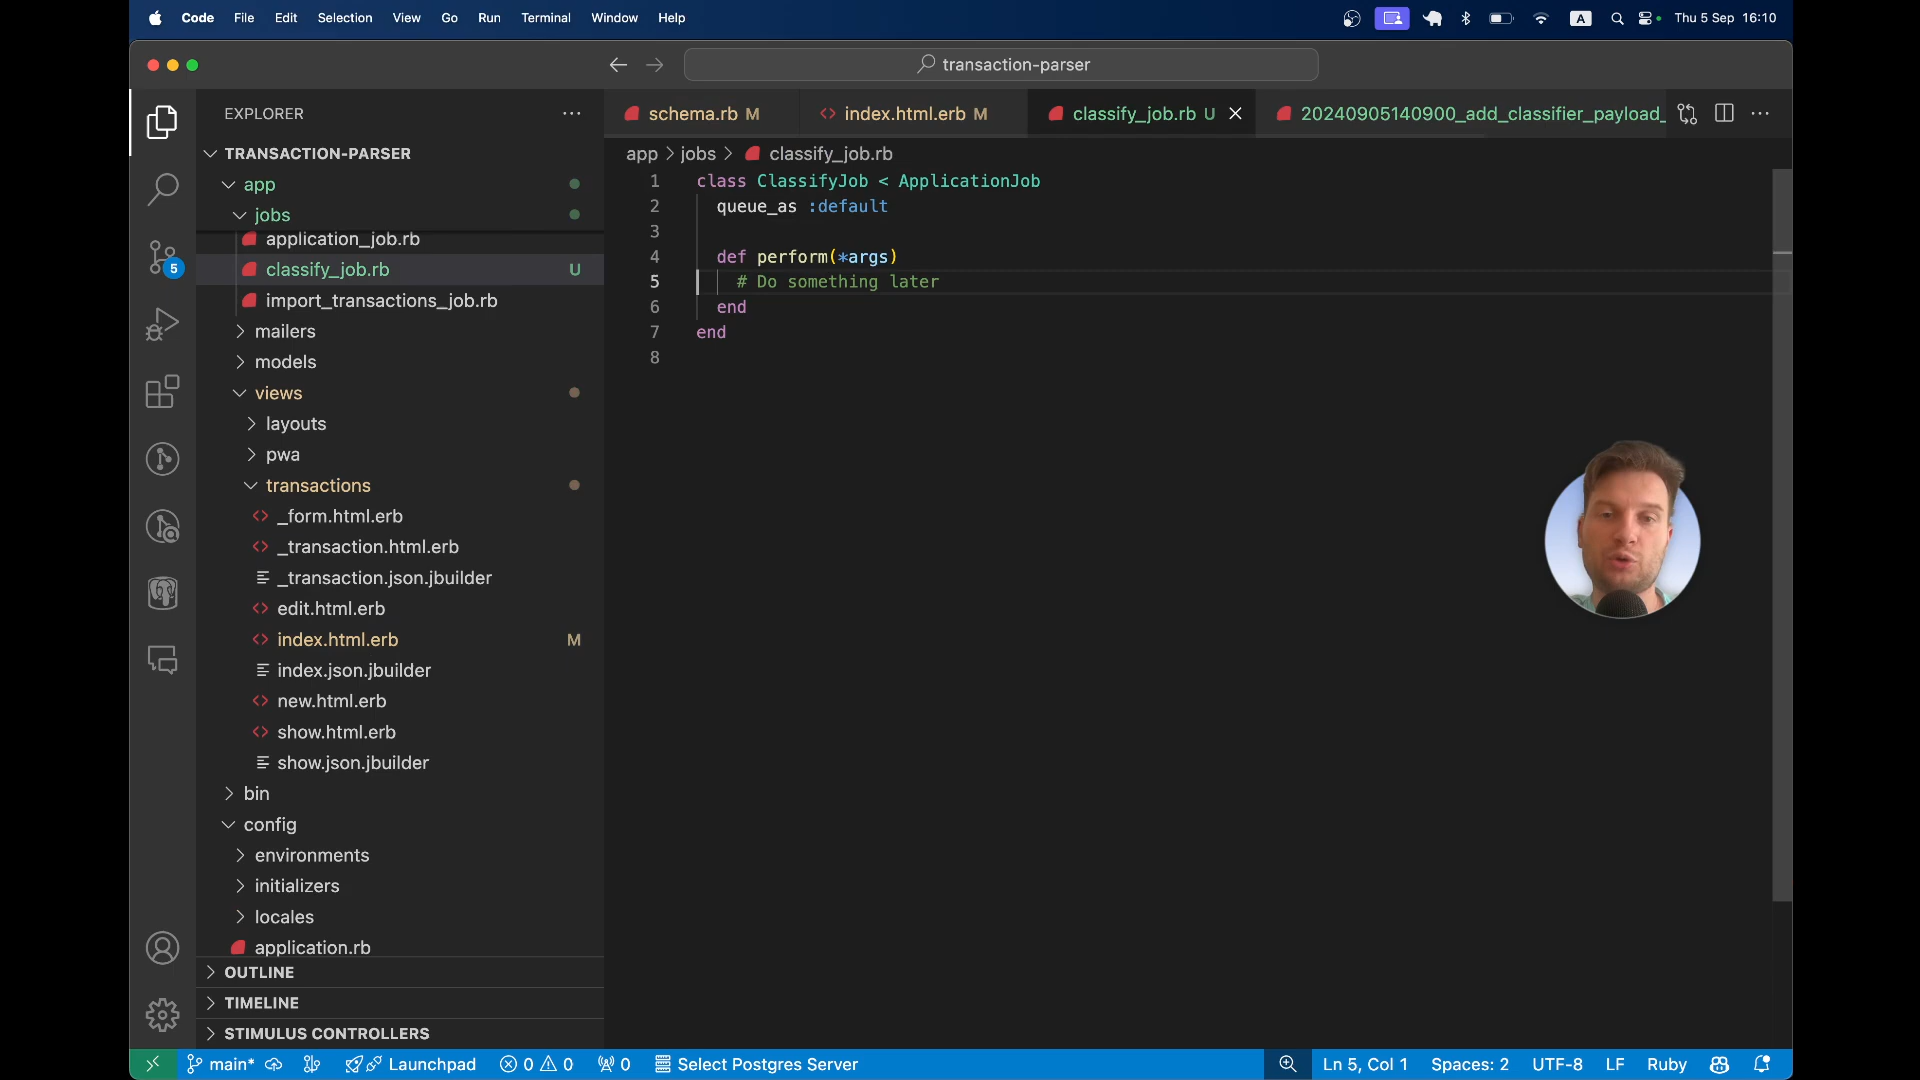 Code File Edit Selection View Go Run Terminal Window Help
A Thu 5 Sep 16:10
transaction-parser
EXPLORER
TRANSACTION-PARSER
app
jobs
application_job.rb
classify_job.rb U
import_transactions_job.rb
mailers
models
views
layouts
pwa
transactions
_form.html.erb
_transaction.html.erb
_transaction.json.jbuilder
edit.html.erb
index.html.erb M
index.json.jbuilder
new.html.erb
show.html.erb
show.json.jbuilder
bin
config
environments
initializers
locales
application.rb
OUTLINE
TIMELINE
STIMULUS CONTROLLERS
5
schema.rb M
index.html.erb M
classify_job.rb U
20240905140900_add_classifier_payload_
app > jobs > classify_job.rb
1 class ClassifyJob < ApplicationJob
2 queue_as :default
3
4 def perform(*args)
5 # Do something later
6 end
7 end
8
main* Launchpad 0 0 0 Select Postgres Server
Ln 5, Col 1 Spaces: 2 UTF-8 LF Ruby